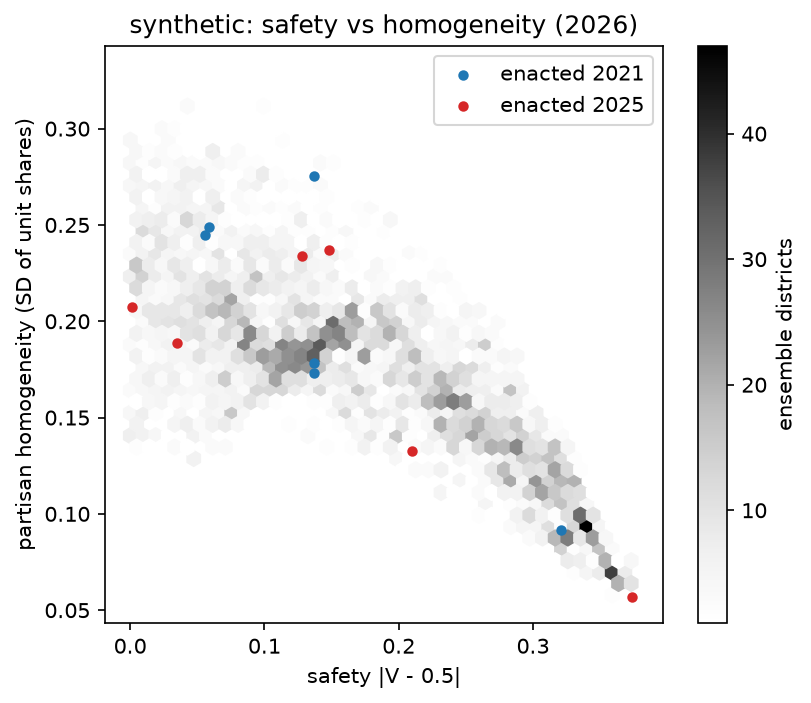 synthetic: safety vs homogeneity (2026)
enacted 2021
enacted 2025
partisan homogeneity (SD of unit shares)
0.30
0.25
0.20
0.15
0.10
0.05
0.0
0.1
0.2
0.3
safety |V - 0.5|
40
30
20
10
ensemble districts